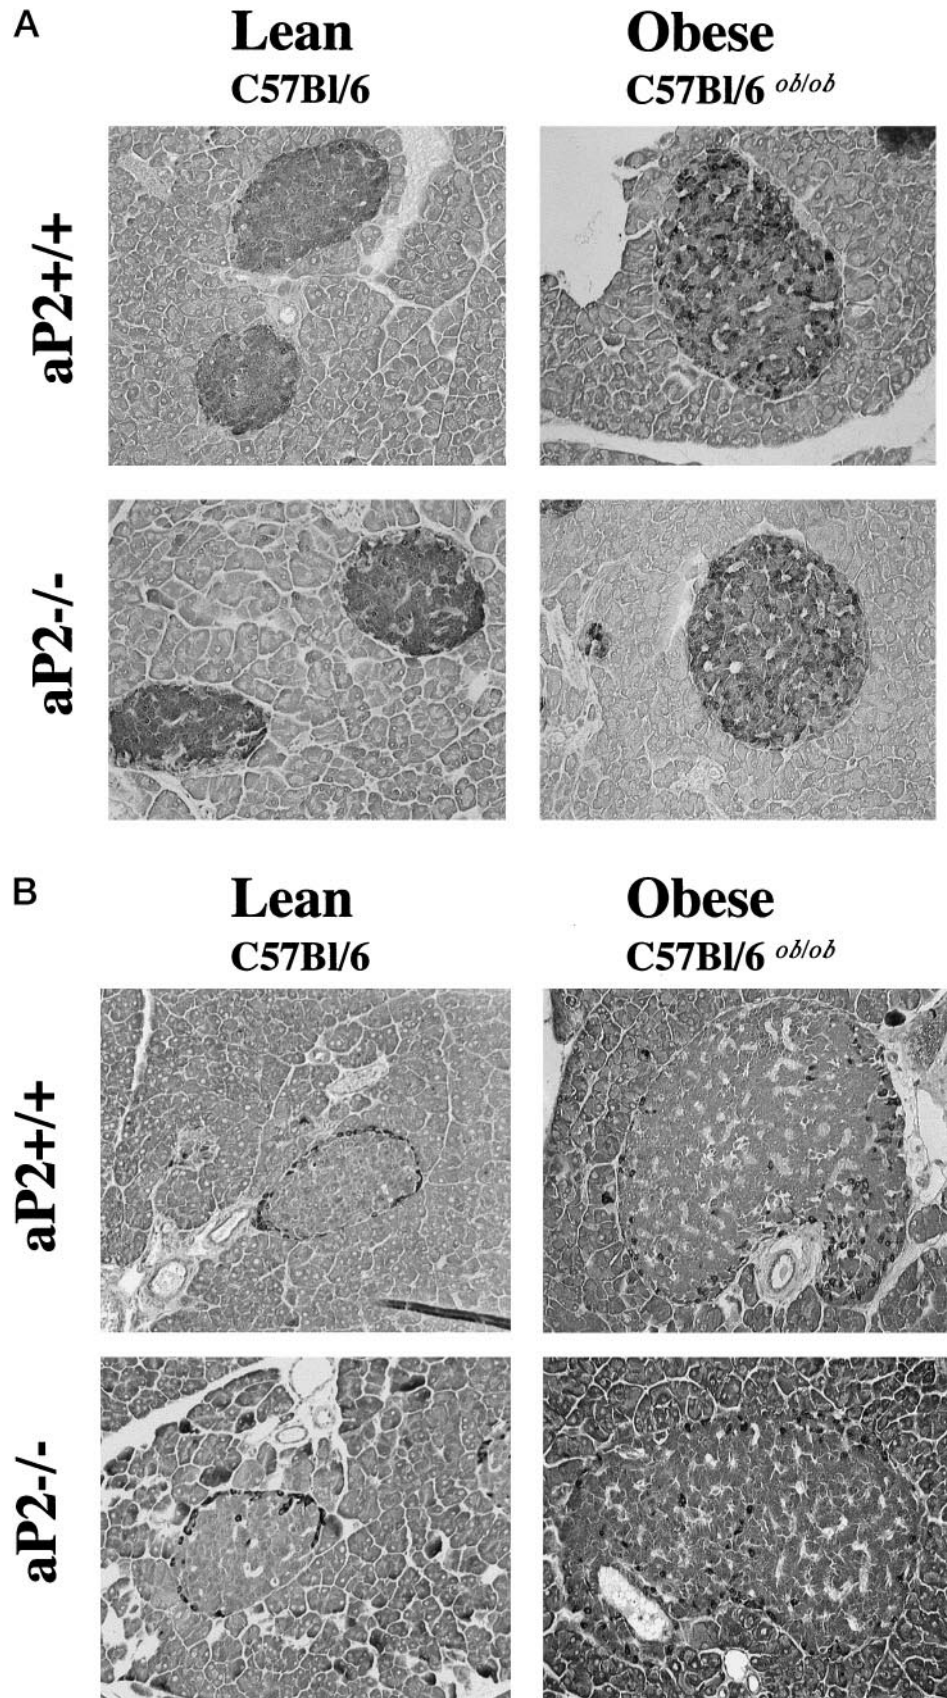 A
Lean
Obese
C57Bl/6
C57Bl/6 ob/ob
aP2+/+
aP2-/-
B
Lean
Obese
C57Bl/6
C57Bl/6 ob/ob
aP2+/+
aP2-/-